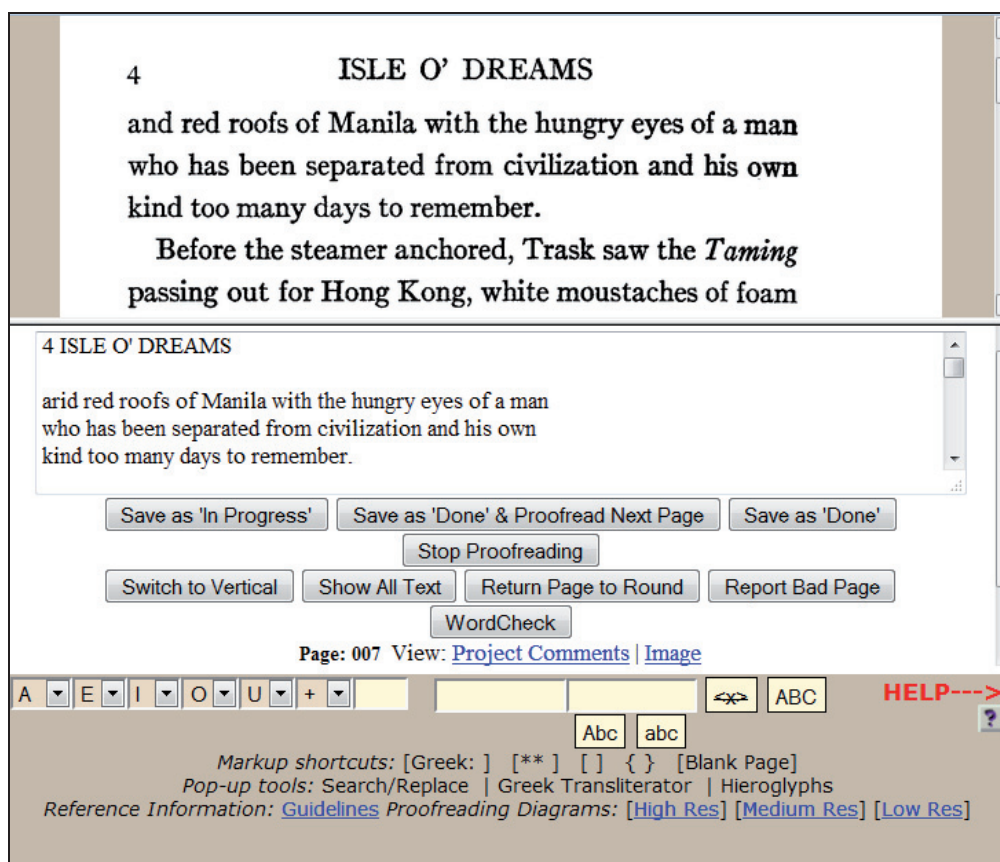 4 ISLE O’ DREAMS
and red roofs of Manila with the hungry eyes of a man
who has been separated from civilization and his own
kind too many days to remember.
Before the steamer anchored, Trask saw the Taming
passing out for Hong Kong, white moustaches of foam
4 ISLE O' DREAMS
arid red roofs of Manila with the hungry eyes of a man
who has been separated from civilization and his own
kind too many days to remember.
Save as 'In Progress' Save as 'Done' & Proofread Next Page Save as 'Done'
Stop Proofreading
Switch to Vertical Show All Text Return Page to Round Report Bad Page
WordCheck
Page: 007 View: Project Comments | Image
A E I O U + <x> ABC HELP--->
?
Abc abc
Markup shortcuts: [Greek: ] [** ] [ ] { } [Blank Page]
Pop-up tools: Search/Replace | Greek Transliterator | Hieroglyphs
Reference Information: Guidelines Proofreading Diagrams: [High Res] [Medium Res] [Low Res]